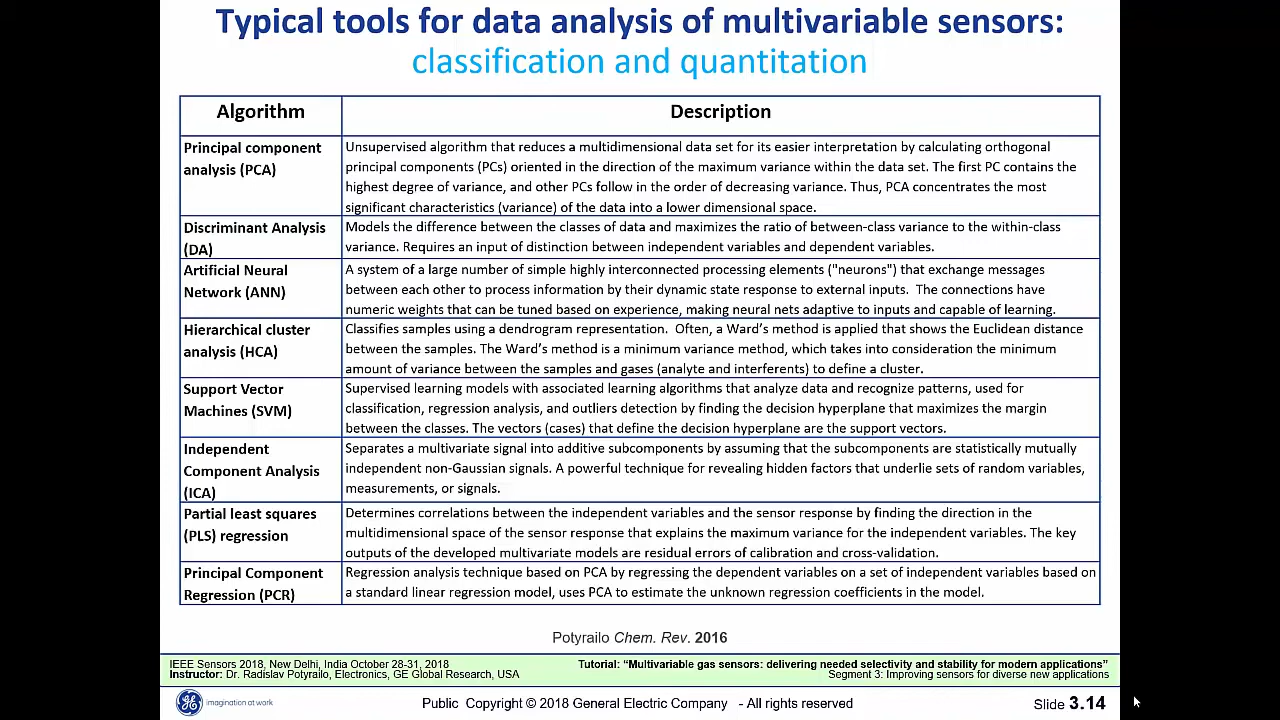 Typical tools for data analysis of multivariable sensors:
classification and quantitation
Algorithm
Description
Principal component
analysis (PCA)
Unsupervised algorithm that reduces a multidimensional data set for its easier interpretation by calculating orthogonal
principal components (PCs) oriented in the direction of the maximum variance within the data set. The first PC contains the
highest degree of variance, and other PCs follow in the order of decreasing variance. Thus, PCA concentrates the most
significant characteristics (variance) of the data into a lower dimensional space.
Discriminant Analysis
(DA)
Models the difference between the classes of data and maximizes the ratio of between-class variance to the within-class
variance. Requires an input of distinction between independent variables and dependent variables.
Artificial Neural
Network (ANN)
A system of a large number of simple highly interconnected processing elements ("neurons") that exchange messages
between each other to process information by their dynamic state response to external inputs. The connections have
numeric weights that can be tuned based on experience, making neural nets adaptive to inputs and capable of learning.
Hierarchical cluster
analysis (HCA)
Classifies samples using a dendrogram representation. Often, a Ward's method is applied that shows the Euclidean distance
between the samples. The Ward's method is a minimum variance method, which takes into consideration the minimum
amount of variance between the samples and gases (analyte and interferents) to define a cluster.
Support Vector
Machines (SVM)
Supervised learning models with associated learning algorithms that analyze data and recognize patterns, used for
classification, regression analysis, and outliers detection by finding the decision hyperplane that maximizes the margin
between the classes. The vectors (cases) that define the decision hyperplane are the support vectors.
Independent
Component Analysis
(ICA)
Separates a multivariate signal into additive subcomponents by assuming that the subcomponents are statistically mutually
independent non-Gaussian signals. A powerful technique for revealing hidden factors that underlie sets of random variables,
measurements, or signals.
Partial least squares
(PLS) regression
Determines correlations between the independent variables and the sensor response by finding the direction in the
multidimensional space of the sensor response that explains the maximum variance for the independent variables. The key
outputs of the developed multivariate models are residual errors of calibration and cross-validation.
Principal Component
Regression (PCR)
Regression analysis technique based on PCA by regressing the dependent variables on a set of independent variables based on
a standard linear regression model, uses PCA to estimate the unknown regression coefficients in the model.
Potyrailo Chem. Rev. 2016
IEEE Sensors 2018, New Delhi, India October 28-31, 2018
Instructor: Dr. Radislav Potyrailo, Electronics, GE Global Research, USA
Tutorial: "Multivariable gas sensors: delivering needed selectivity and stability for modern applications"
Segment 3: Improving sensors for diverse new applications
imagination at work
Public Copyright © 2018 General Electric Company - All rights reserved
Slide 3.14